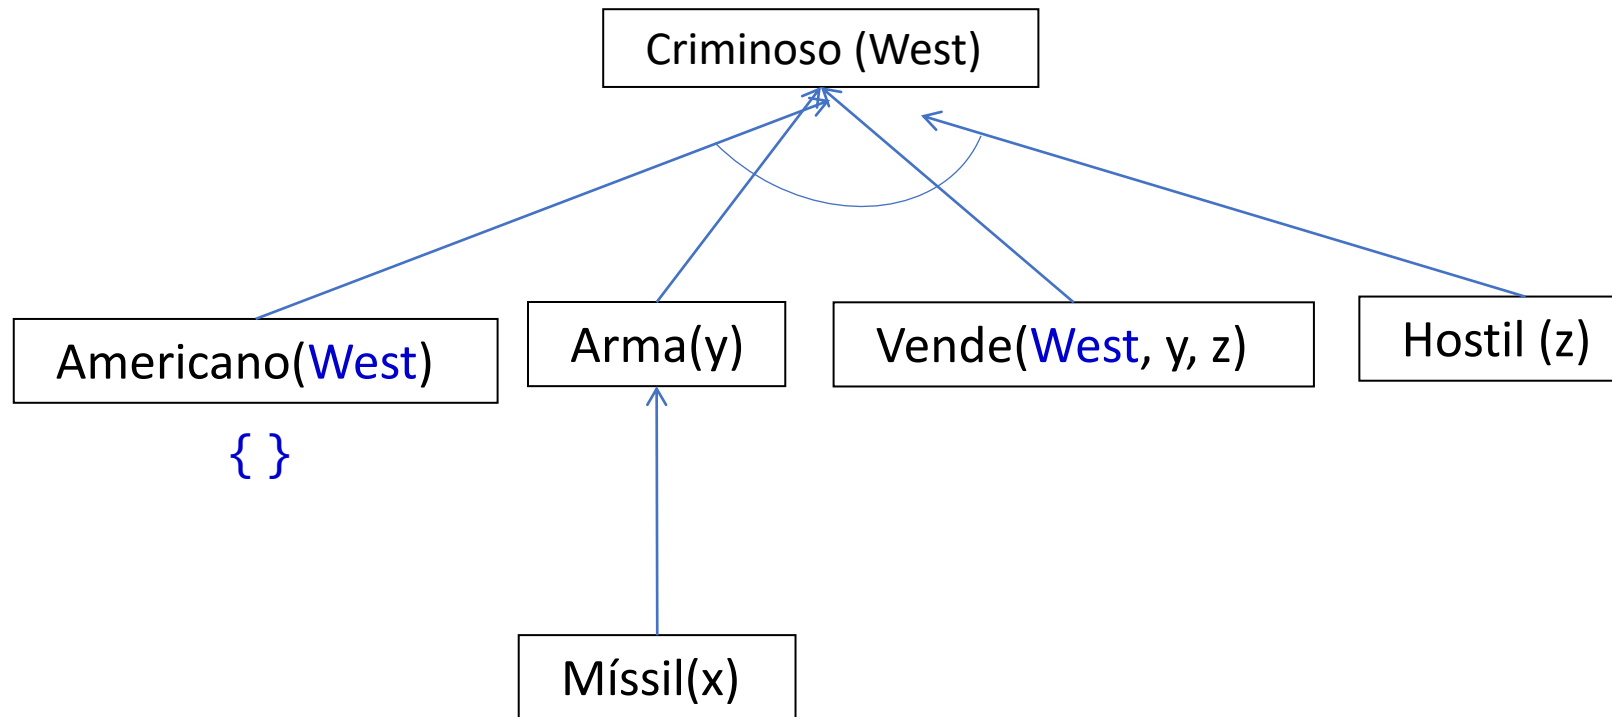 Criminoso (West)
Americano(West)
Arma(y)
Vende(West, y, z)
Hostil (z)
{ }
Míssil(x)